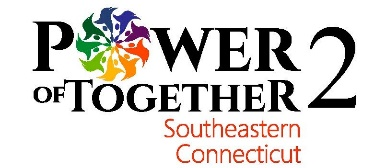 POWER
OF TOGETHER 2
Southeastern
Connecticut